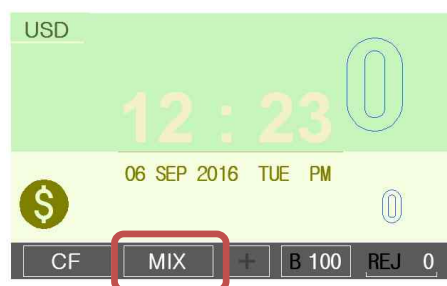 USD
0
12 : 23
06 SEP 2016 TUE PM
$
0
CF MIX + B 100 REJ 0